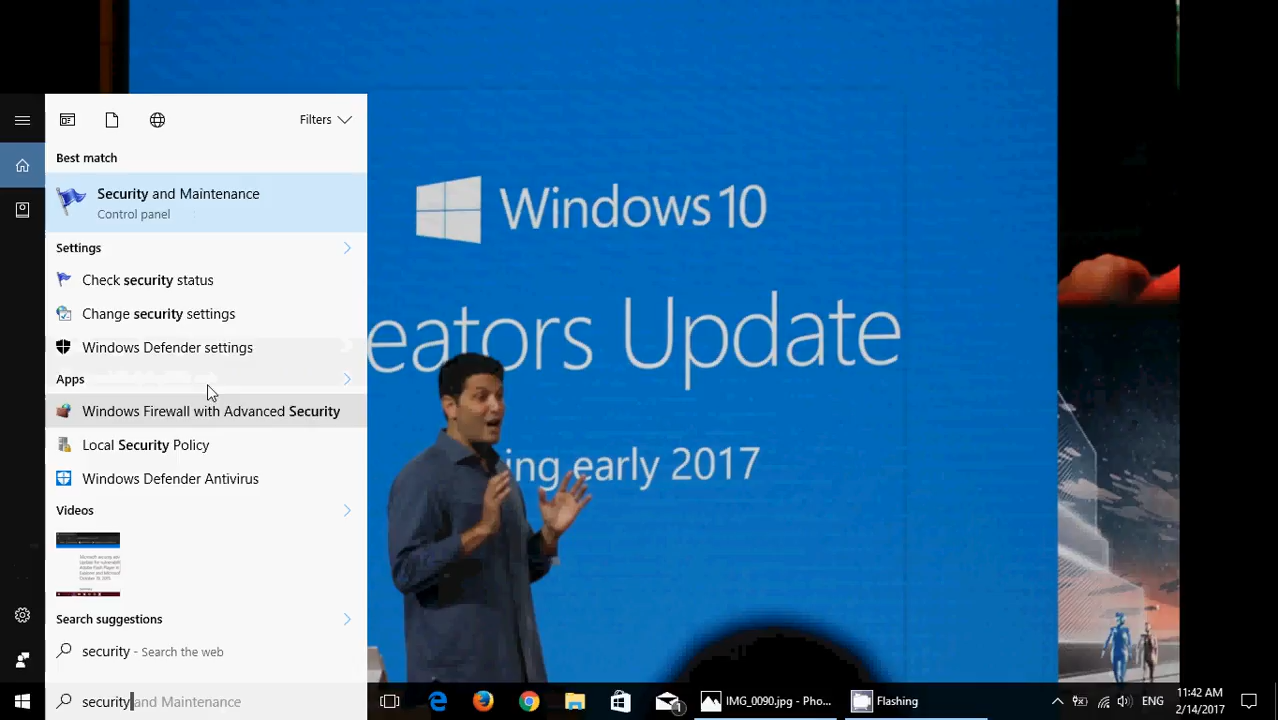 Filters
Best match
Security and Maintenance
Control panel
Settings
Check security status
Change security settings
Windows Defender settings
Apps
Windows Firewall with Advanced Security
Local Security Policy
Windows Defender Antivirus
Videos
Search suggestions
security - Search the web
security and Maintenance
Windows 10
eators Update
ing early 2017
1
IMG_0090.jpg - Pho...
Flashing
ENG
11:42 AM
2/14/2017